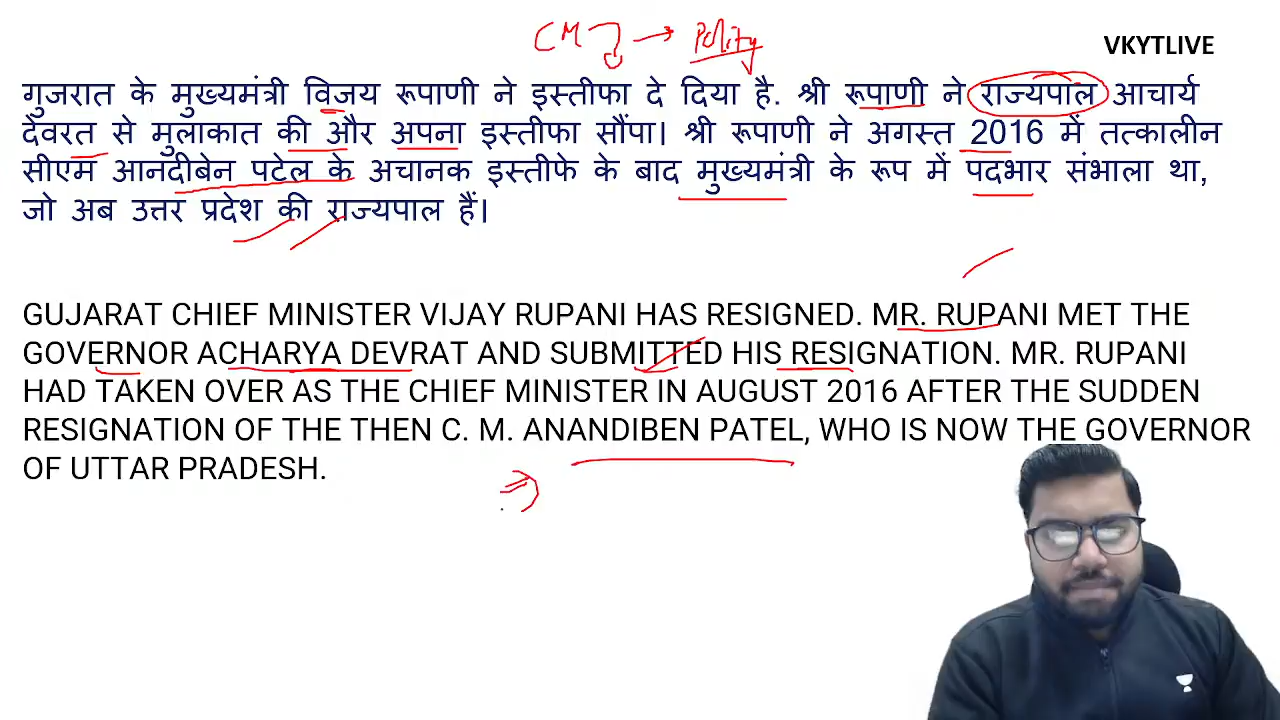 CM → Polity
VKYTLIVE
गुजरात के मुख्यमंत्री विजय रूपाणी ने इस्तीफा दे दिया है. श्री रूपाणी ने राज्यपाल आचार्य
देवरत से मुलाकात की और अपना इस्तीफा सौंपा। श्री रूपाणी ने अगस्त 2016 में तत्कालीन
सीएम आनंदीबेन पटेल के अचानक इस्तीफे के बाद मुख्यमंत्री के रूप में पदभार संभाला था,
जो अब उत्तर प्रदेश की राज्यपाल हैं।
GUJARAT CHIEF MINISTER VIJAY RUPANI HAS RESIGNED. MR. RUPANI MET THE
GOVERNOR ACHARYA DEVRAT AND SUBMITTED HIS RESIGNATION. MR. RUPANI
HAD TAKEN OVER AS THE CHIEF MINISTER IN AUGUST 2016 AFTER THE SUDDEN
RESIGNATION OF THE THEN C. M. ANANDIBEN PATEL, WHO IS NOW THE GOVERNOR
OF UTTAR PRADESH.